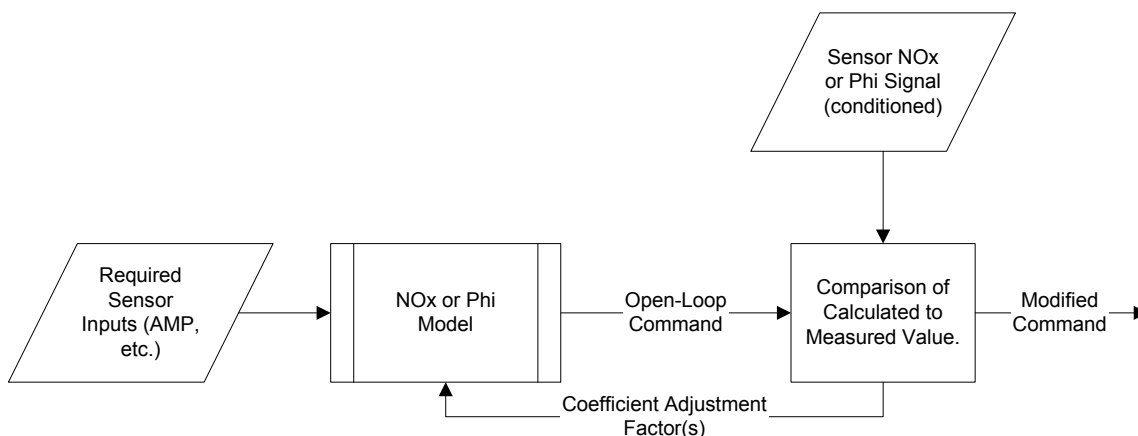 Sensor NOx
or Phi Signal
(conditioned)
Required
Sensor
Inputs (AMP,
etc.)
NOx or Phi
Model
Open-Loop
Command
Comparison of
Calculated to
Measured Value.
Modified
Command
Coefficient Adjustment
Factor(s)